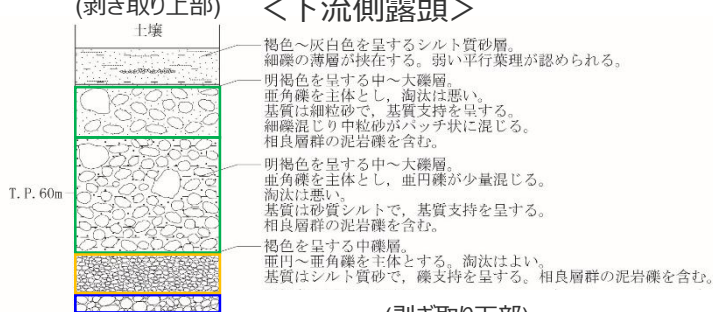 (剥ぎ取り上部)
＜下流側露頭＞
土壌
褐色～灰白色を呈するシルト質砂層。
細礫の薄層が挟在する。弱い平行葉理が認められる。
明褐色を呈する中～大礫層。
亜角礫を主体とし，淘汰は悪い。
基質は細粒砂で，基質支持を呈する。
細礫混じり中粒砂がパッチ状に混じる。
相良層群の泥岩礫を含む。
明褐色を呈する中～大礫層。
亜角礫を主体とし，亜円礫が少量混じる。
淘汰は悪い。
基質は砂質シルトで，基質支持を呈する。
相良層群の泥岩礫を含む。
T.P.60m
褐色を呈する中礫層。
亜円～亜角礫を主体とする。淘汰はよい。
基質はシルト質砂で，礫支持を呈する。相良層群の泥岩礫を含む。
(剥ぎ取り下部)